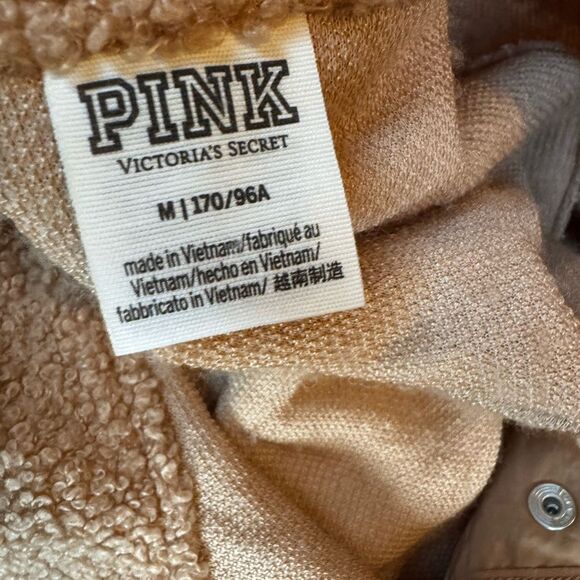 PINK
VICTORIA'S SECRET
M | 170/96A
made in Vietnam/fabriqué au
Vietnam/hecho en Vietnam/
fabbricato in Vietnam/ 越南制造